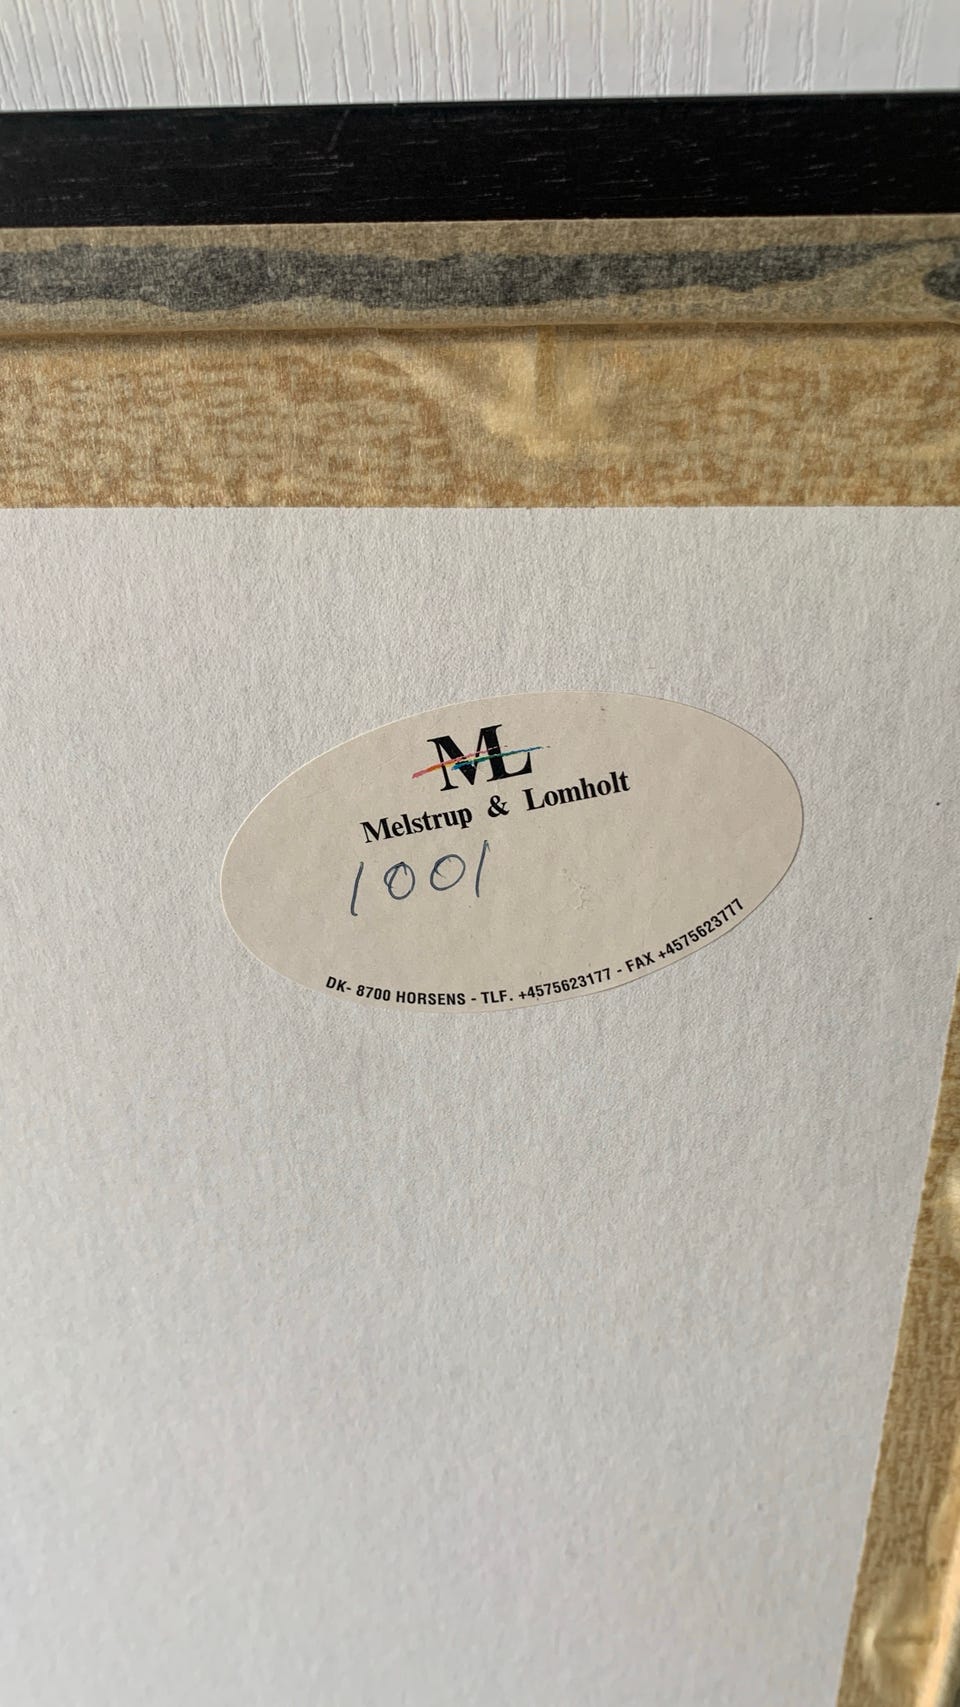 ML
Melstrup & Lomholt
1001
DK- 8700 HORSENS - TLF. +4575623177 - FAX +4575623777